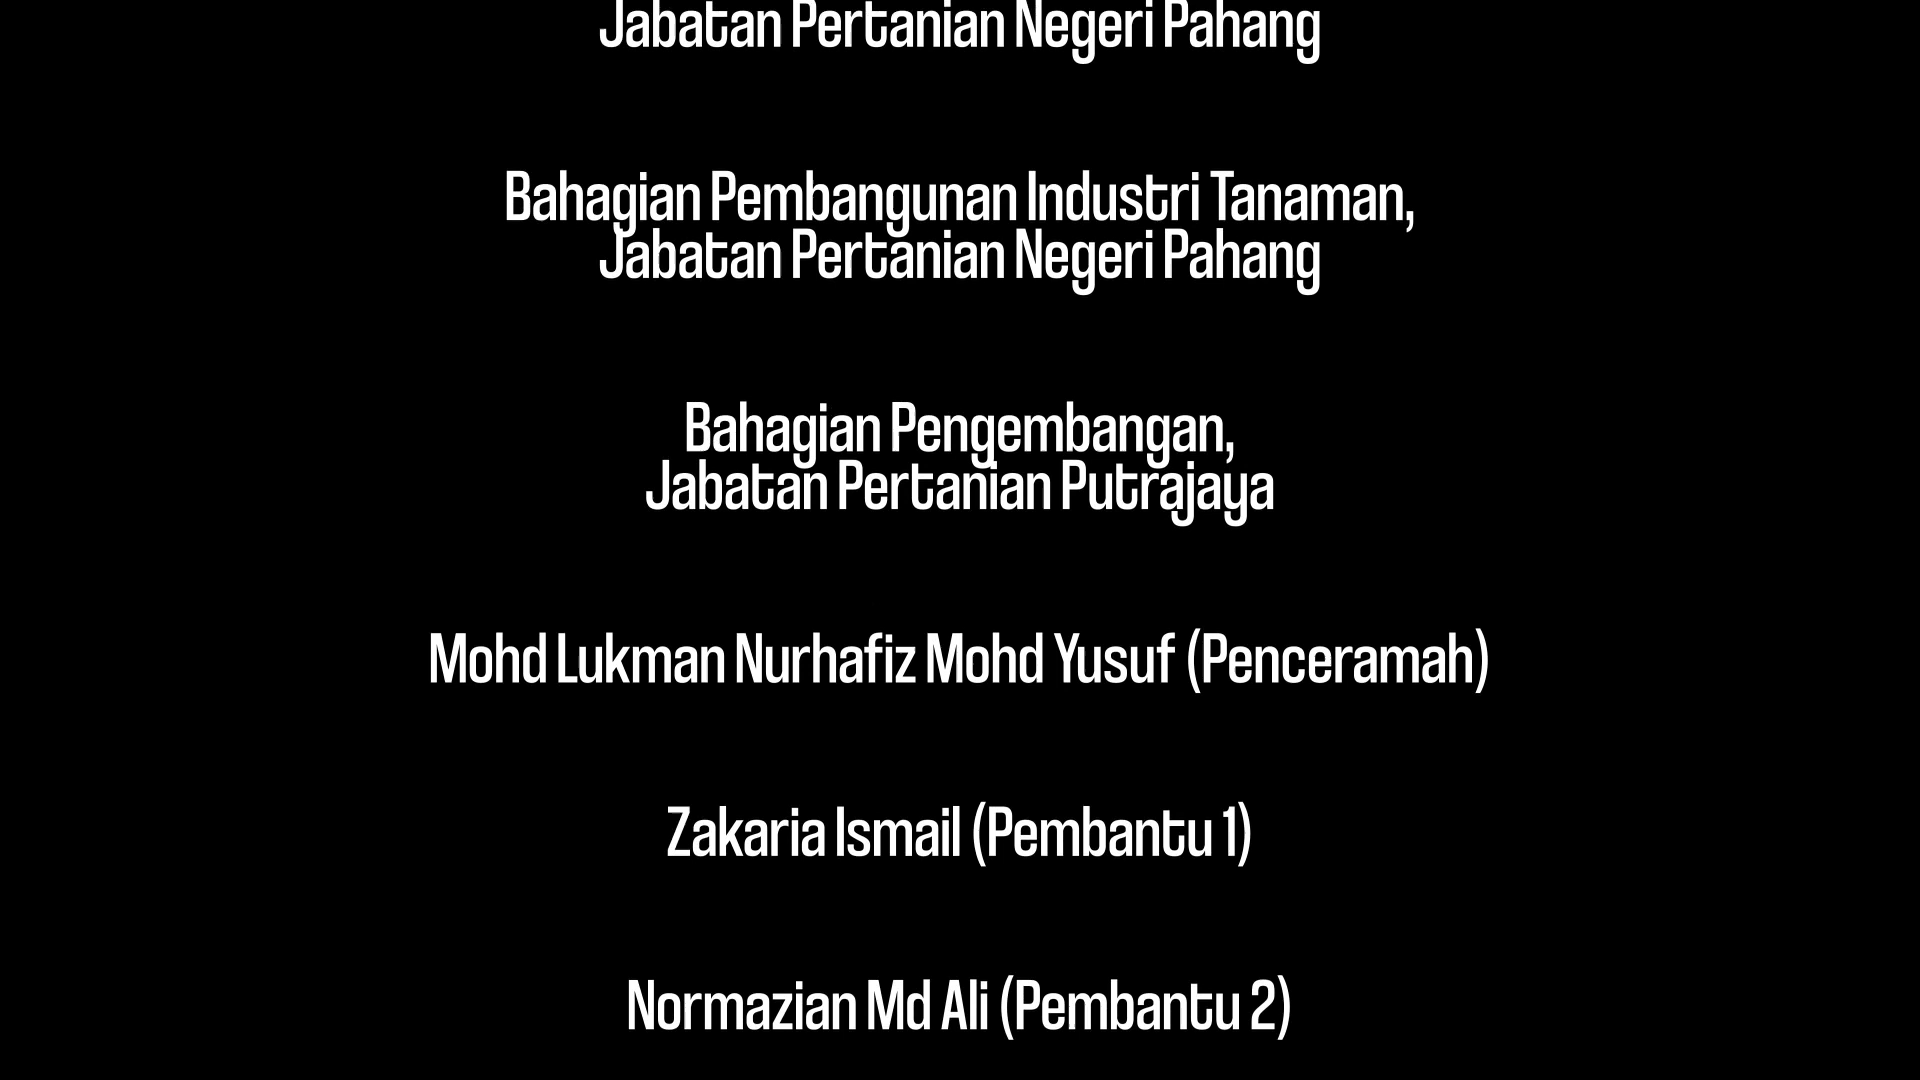 Jabatan Pertanian Negeri Pahang
Bahagian Pembangunan Industri Tanaman,
Jabatan Pertanian Negeri Pahang
Bahagian Pengembangan,
Jabatan Pertanian Putrajaya
Mohd Lukman Nurhafiz Mohd Yusuf (Penceramah)
Zakaria Ismail (Pembantu 1)
Normazian Md Ali (Pembantu 2)